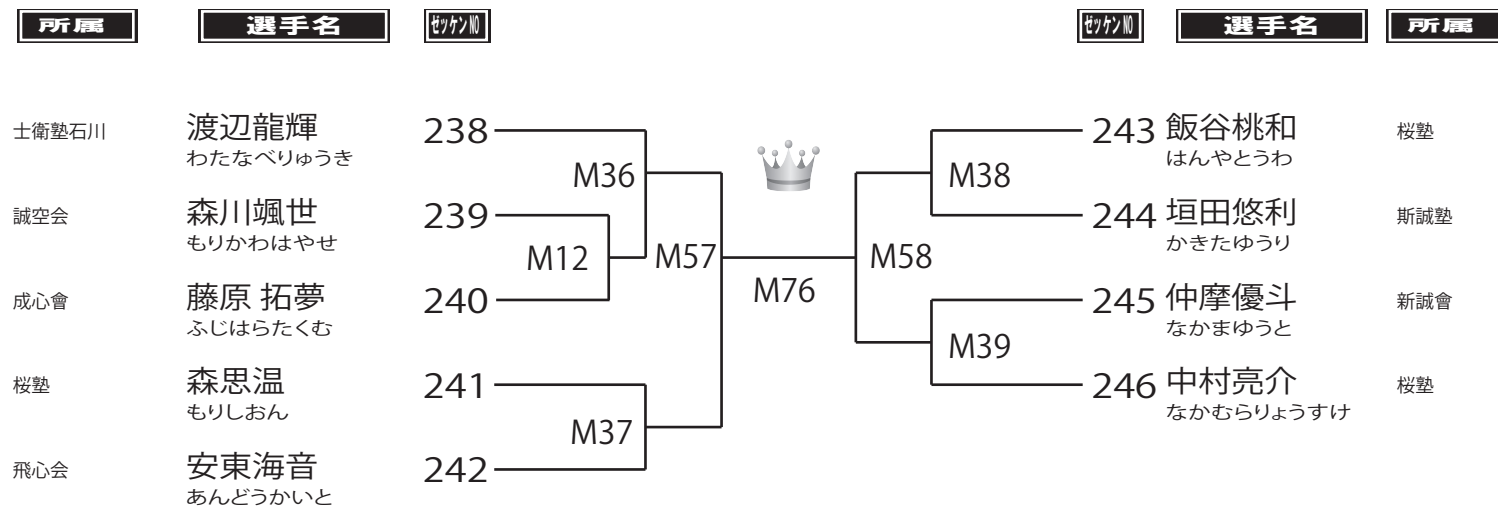 所属 選手名 ゼッケンNO ゼッケンNO 選手名 所属
士衛塾石川 渡辺龍輝 238 243 飯谷桃和 桜塾
わたなべりゅうき はんやとうわ
M36 M38
誠空会 森川颯世 239 244 垣田悠利 斯誠塾
もりかわはやせ かきたゆうり
M12 M57 M58
M76
成心會 藤原 拓夢 240 245 仲摩優斗 新誠會
ふじはらたくむ なかまゆうと
M39
桜塾 森思温 241 246 中村亮介 桜塾
もりしおん なかむらりょうすけ
M37
飛心会 安東海音 242
あんどうかいと